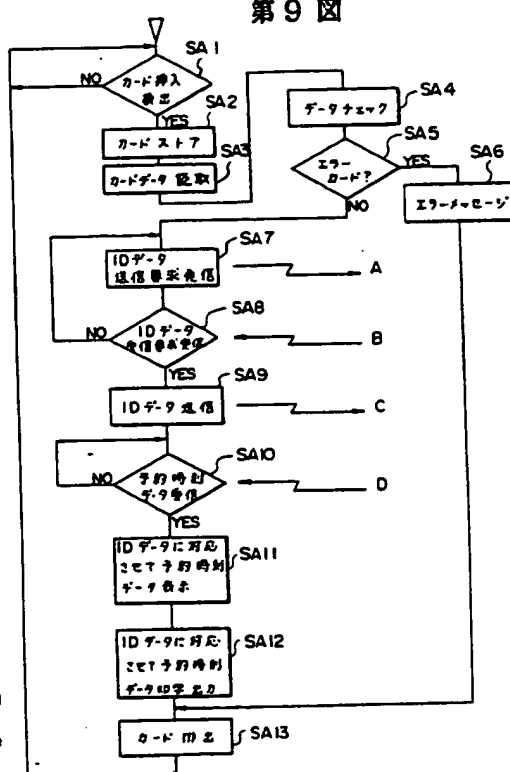 第9図
SA1
カード挿入
検出
NO
YES
SA2
カードストア
SA3
カードデータ読取
SA4
データチェック
SA5
エラー
カード?
YES
NO
SA6
エラーメッセージ
SA7
IDデータ
送信要求発信
A
SA8
IDデータ
送信要求受信
NO
YES
B
SA9
IDデータ送信
C
SA10
予約時刻
データ受信
NO
YES
D
SA11
IDデータに対応
させて予約時刻
データ表示
SA12
IDデータに対応
させて予約時刻
データ印字出力
SA13
カード